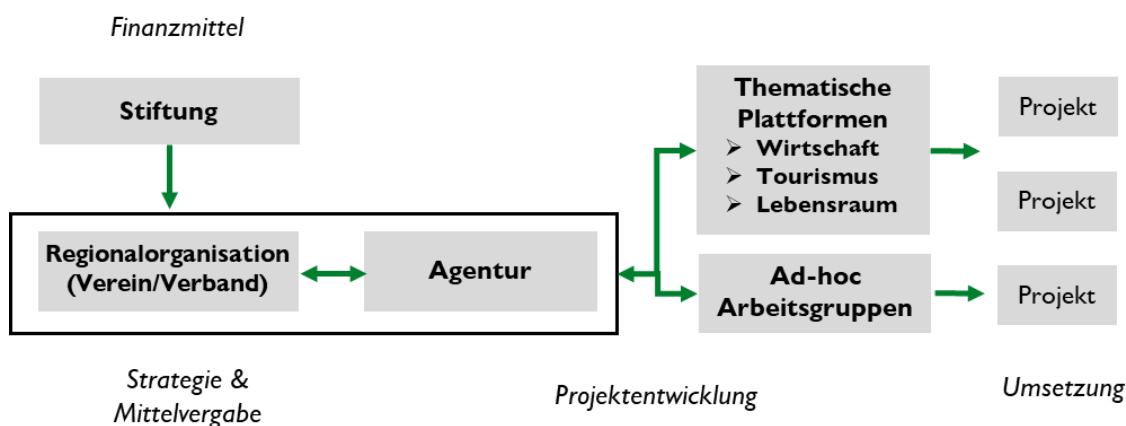 Finanzmittel
Stiftung
Regionalorganisation
(Verein/Verband)
Agentur
Thematische
Plattformen
➢ Wirtschaft
➢ Tourismus
➢ Lebensraum
Ad-hoc
Arbeitsgruppen
Projekt
Projekt
Projekt
Strategie &
Mittelvergabe
Projektentwicklung
Umsetzung